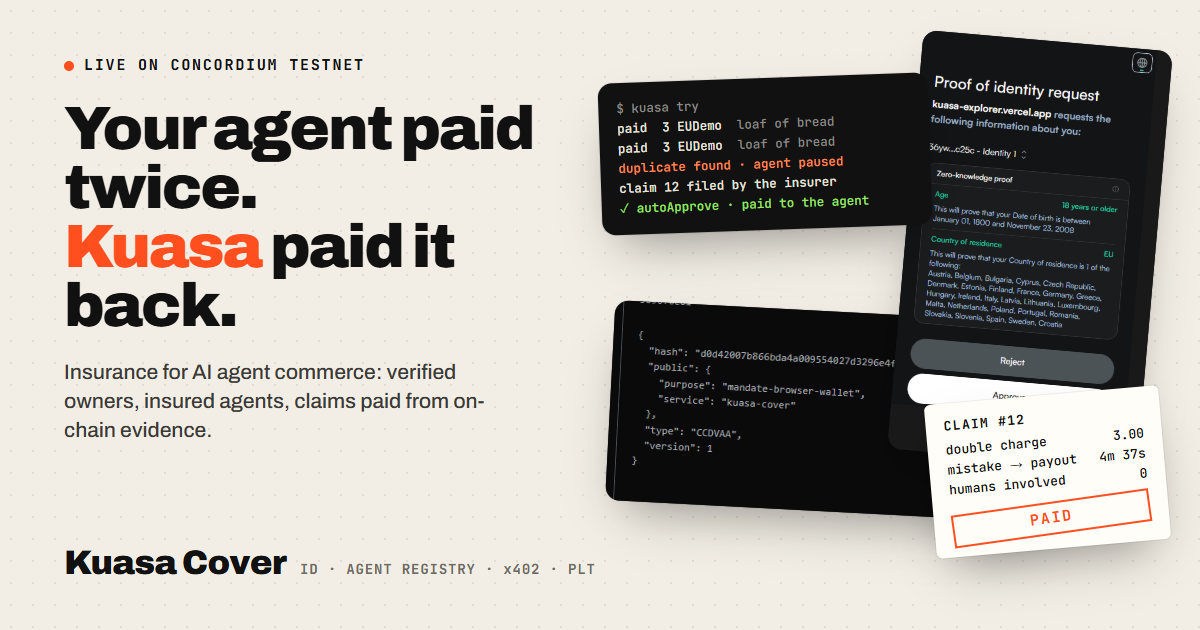 LIVE ON CONCORDIUM TESTNET
Your agent paid
twice.
Kuasa paid it
back.
Insurance for AI agent commerce: verified
owners, insured agents, claims paid from on-
chain evidence.
Kuasa Cover
ID · AGENT REGISTRY · x402 · PLT
$ kuasa try
paid 3 EUDemo loaf of bread
paid 3 EUDemo loaf of bread
duplicate found · agent paused
claim 12 filed by the insurer
✓ autoApprove · paid to the agent
{
"hash": "d0d42007b866bda4a009554027d3296e4f
"public": {
"purpose": "mandate-browser-wallet",
"service": "kuasa-cover"
},
"type": "CCDVAA",
"version": 1
}
Proof of identity request
kuasa-explorer.vercel.app requests the
following information about you:
36yw...c25c - Identity 1
Zero-knowledge proof
Age 18 years or older
This will prove that your Date of birth is between
January 01, 1800 and November 23, 2008
Country of residence EU
This will prove that your Country of residence is 1 of the
following:
Austria, Belgium, Bulgaria, Cyprus, Czech Republic,
Denmark, Estonia, Finland, France, Germany, Greece,
Hungary, Ireland, Italy, Latvia, Lithuania, Luxembourg,
Malta, Netherlands, Poland, Portugal, Romania,
Slovakia, Slovenia, Spain, Sweden, Croatia
Reject
CLAIM #12
double charge 3.00
mistake → payout 4m 37s
humans involved 0
PAID